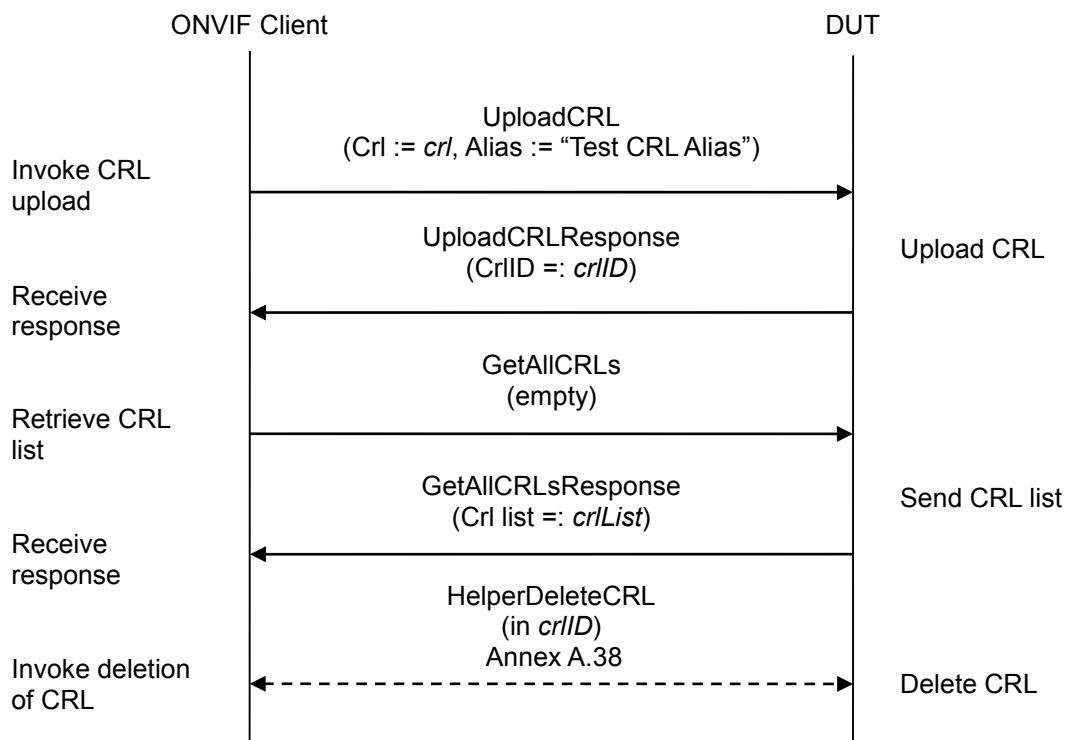 ONVIF Client
DUT
UploadCRL
(Crl := crl, Alias := “Test CRL Alias”)
Invoke CRL
upload
UploadCRLResponse
(CrlID =: crlID)
Upload CRL
Receive
response
GetAllCRLs
(empty)
Retrieve CRL
list
GetAllCRLsResponse
(Crl list =: crlList)
Send CRL list
Receive
response
HelperDeleteCRL
(in crlID)
Annex A.38
Invoke deletion
of CRL
Delete CRL